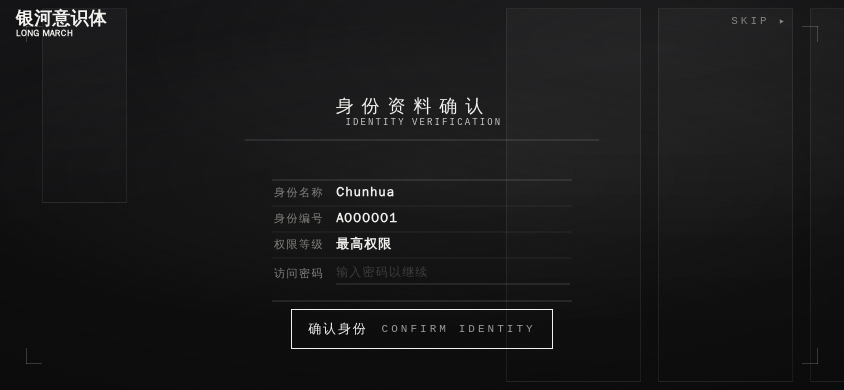 银河意识体
LONG MARCH
SKIP ▸
身份资料确认
IDENTITY VERIFICATION
身份名称 Chunhua
身份编号 A000001
权限等级 最高权限
访问密码 输入密码以继续
确认身份 CONFIRM IDENTITY